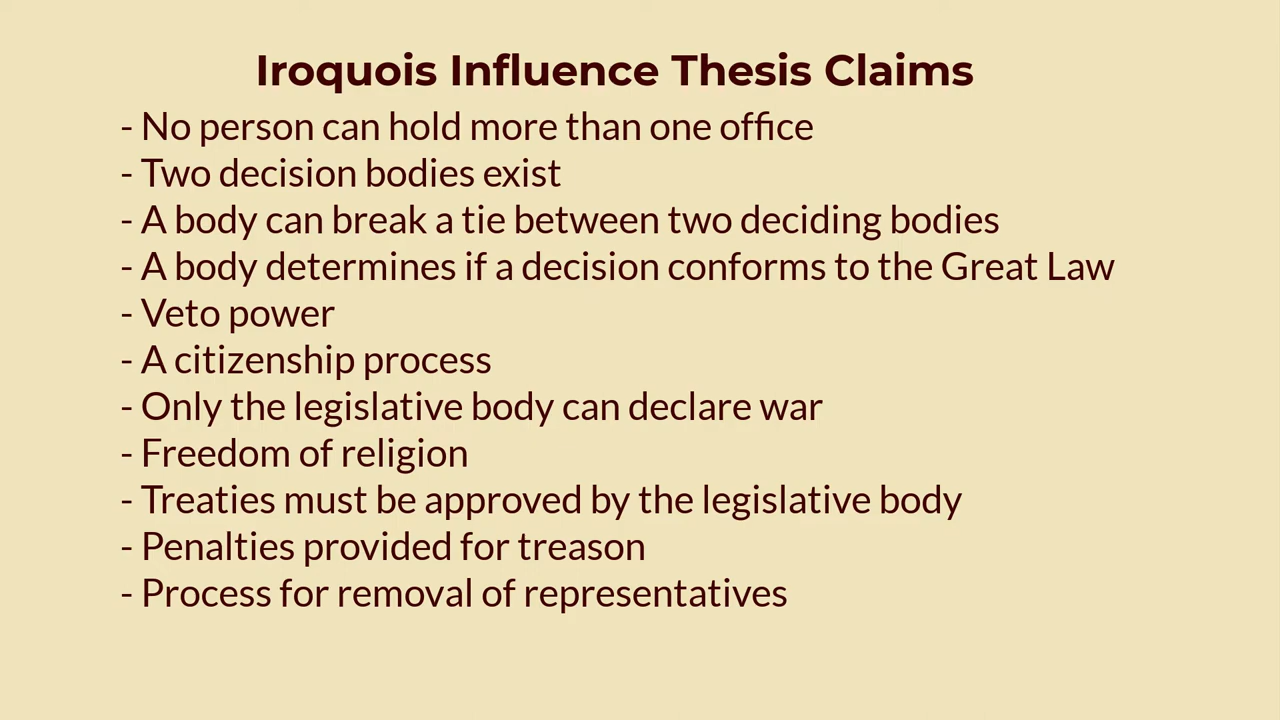 Iroquois Influence Thesis Claims
- No person can hold more than one office
- Two decision bodies exist
- A body can break a tie between two deciding bodies
- A body determines if a decision conforms to the Great Law
- Veto power
- A citizenship process
- Only the legislative body can declare war
- Freedom of religion
- Treaties must be approved by the legislative body
- Penalties provided for treason
- Process for removal of representatives